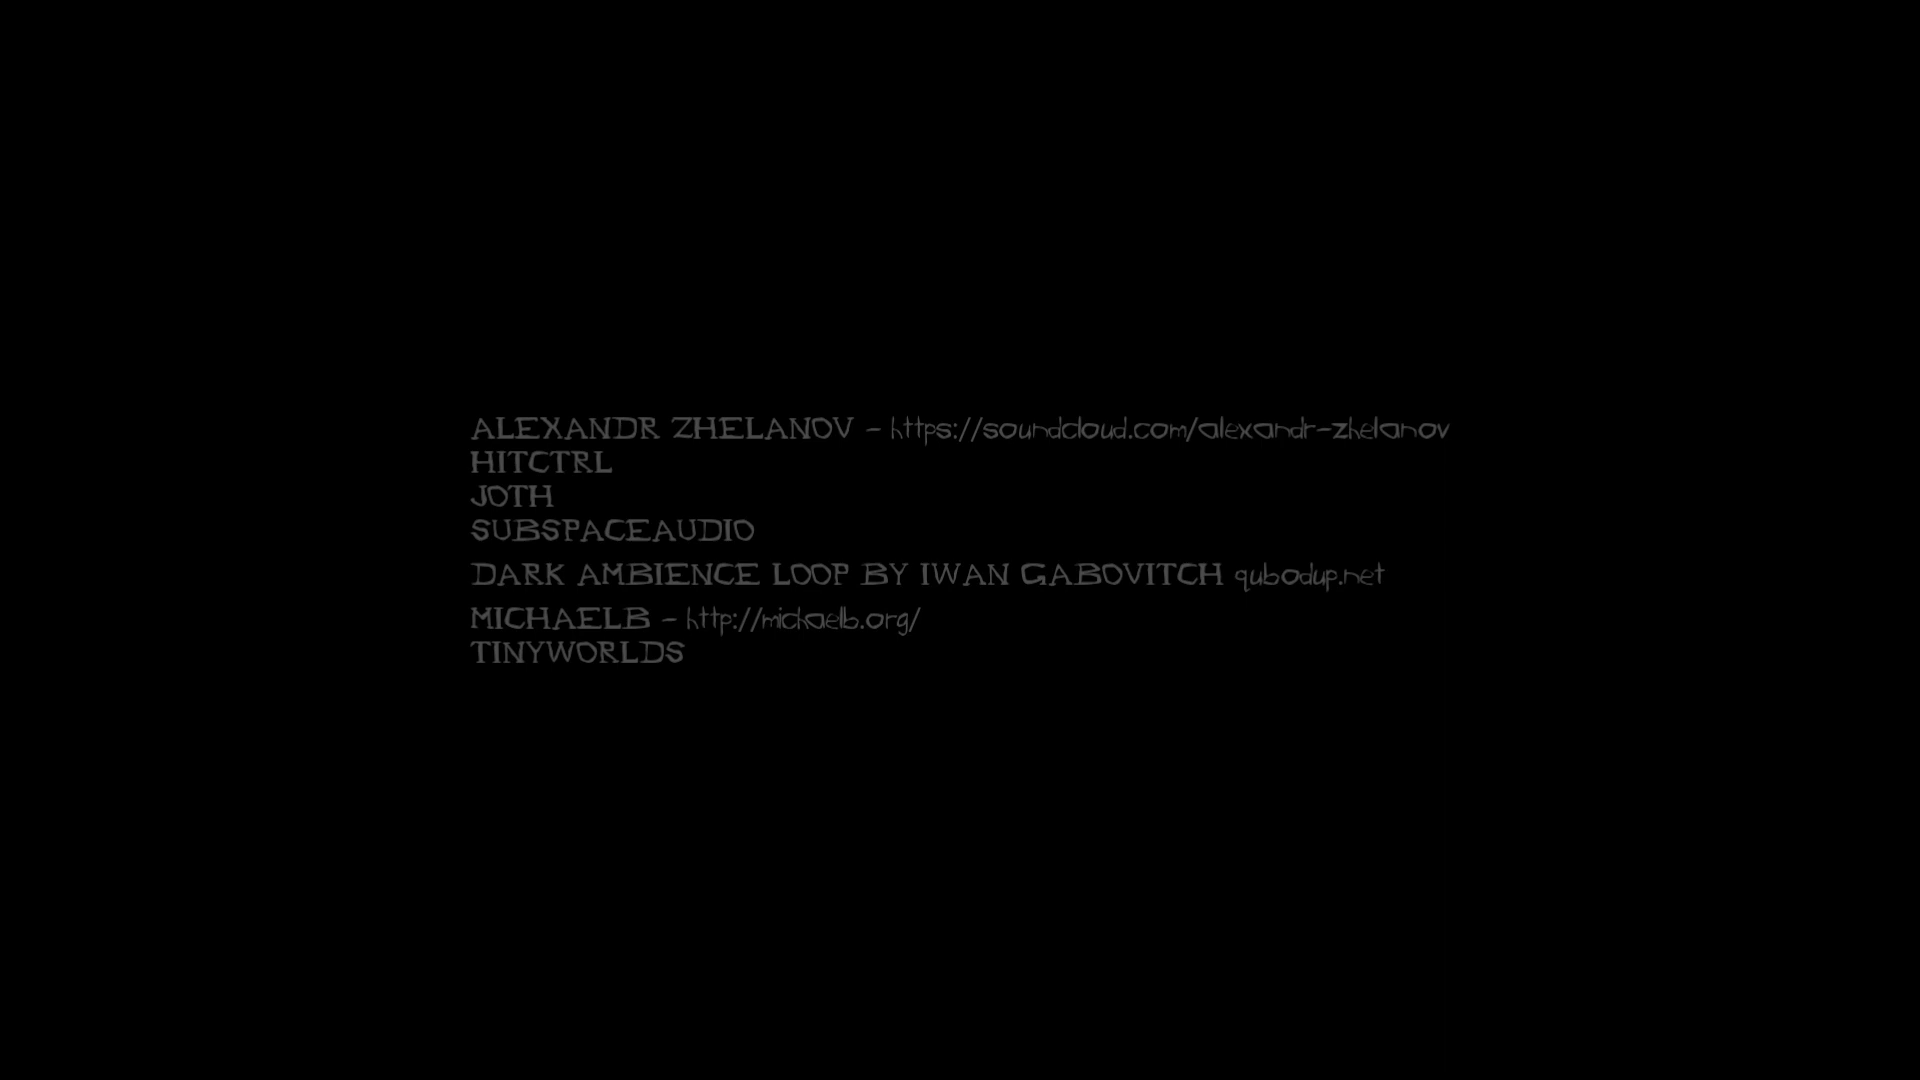 ALEXANDR ZHELANOV - https://soundcloud.com/alexandr-zhelanov
HITCTRL
JOTH
SUBSPACEAUDIO
DARK AMBIENCE LOOP BY IWAN GABOVITCH qubodup.net
MICHAELB - http://michaelb.org/
TINYWORLDS